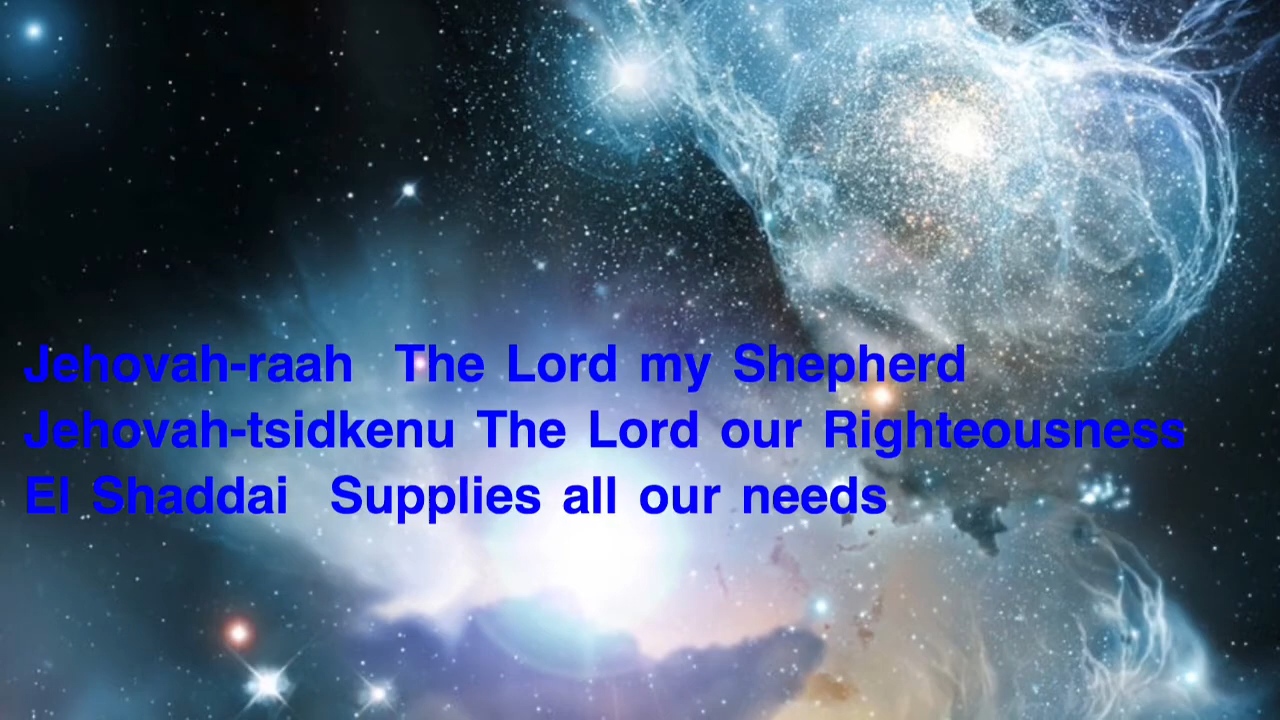 Jehovah-raah The Lord my Shepherd
Jehovah-tsidkenu The Lord our Righteousness
El Shaddai Supplies all our needs